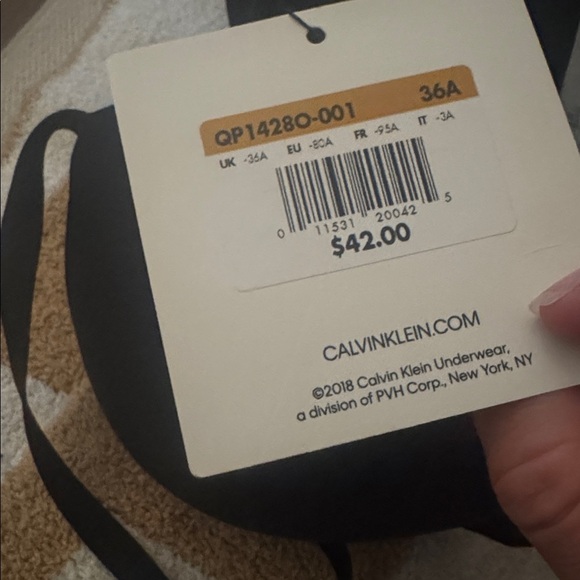 QP1428O-001 36A
UK -36A EU -80A FR -95A IT -3A
0 11531 20042 5
$42.00
CALVINKLEIN.COM
©2018 Calvin Klein Underwear,
a division of PVH Corp., New York, NY